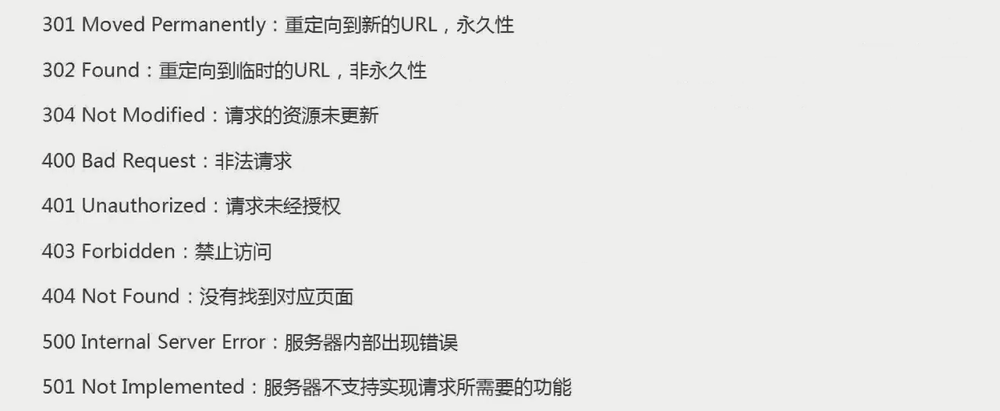 301 Moved Permanently：重定向到新的URL，永久性
302 Found：重定向到临时的URL，非永久性
304 Not Modified：请求的资源未更新
400 Bad Request：非法请求
401 Unauthorized：请求未经授权
403 Forbidden：禁止访问
404 Not Found：没有找到对应页面
500 Internal Server Error：服务器内部出现错误
501 Not Implemented：服务器不支持实现请求所需要的功能